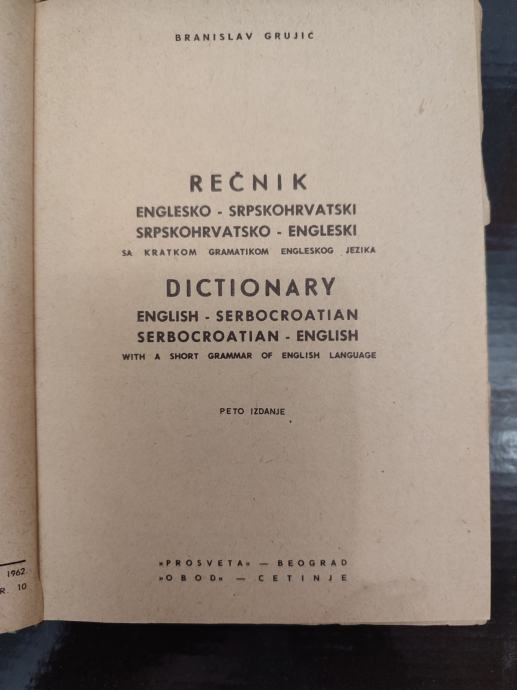 BRANISLAV GRUJIĆ
REČNIK
ENGLESKO - SRPSKOHRVATSKI
SRPSKOHRVATSKO - ENGLESKI
SA KRATKOM GRAMATIKOM ENGLESKOG JEZIKA
DICTIONARY
ENGLISH - SERBOCROATIAN
SERBOCROATIAN - ENGLISH
WITH A SHORT GRAMMAR OF ENGLISH LANGUAGE
PETO IZDANJE
»PROSVETA« — BEOGRAD
»OBOD« — CETINJE
1962
R. 10